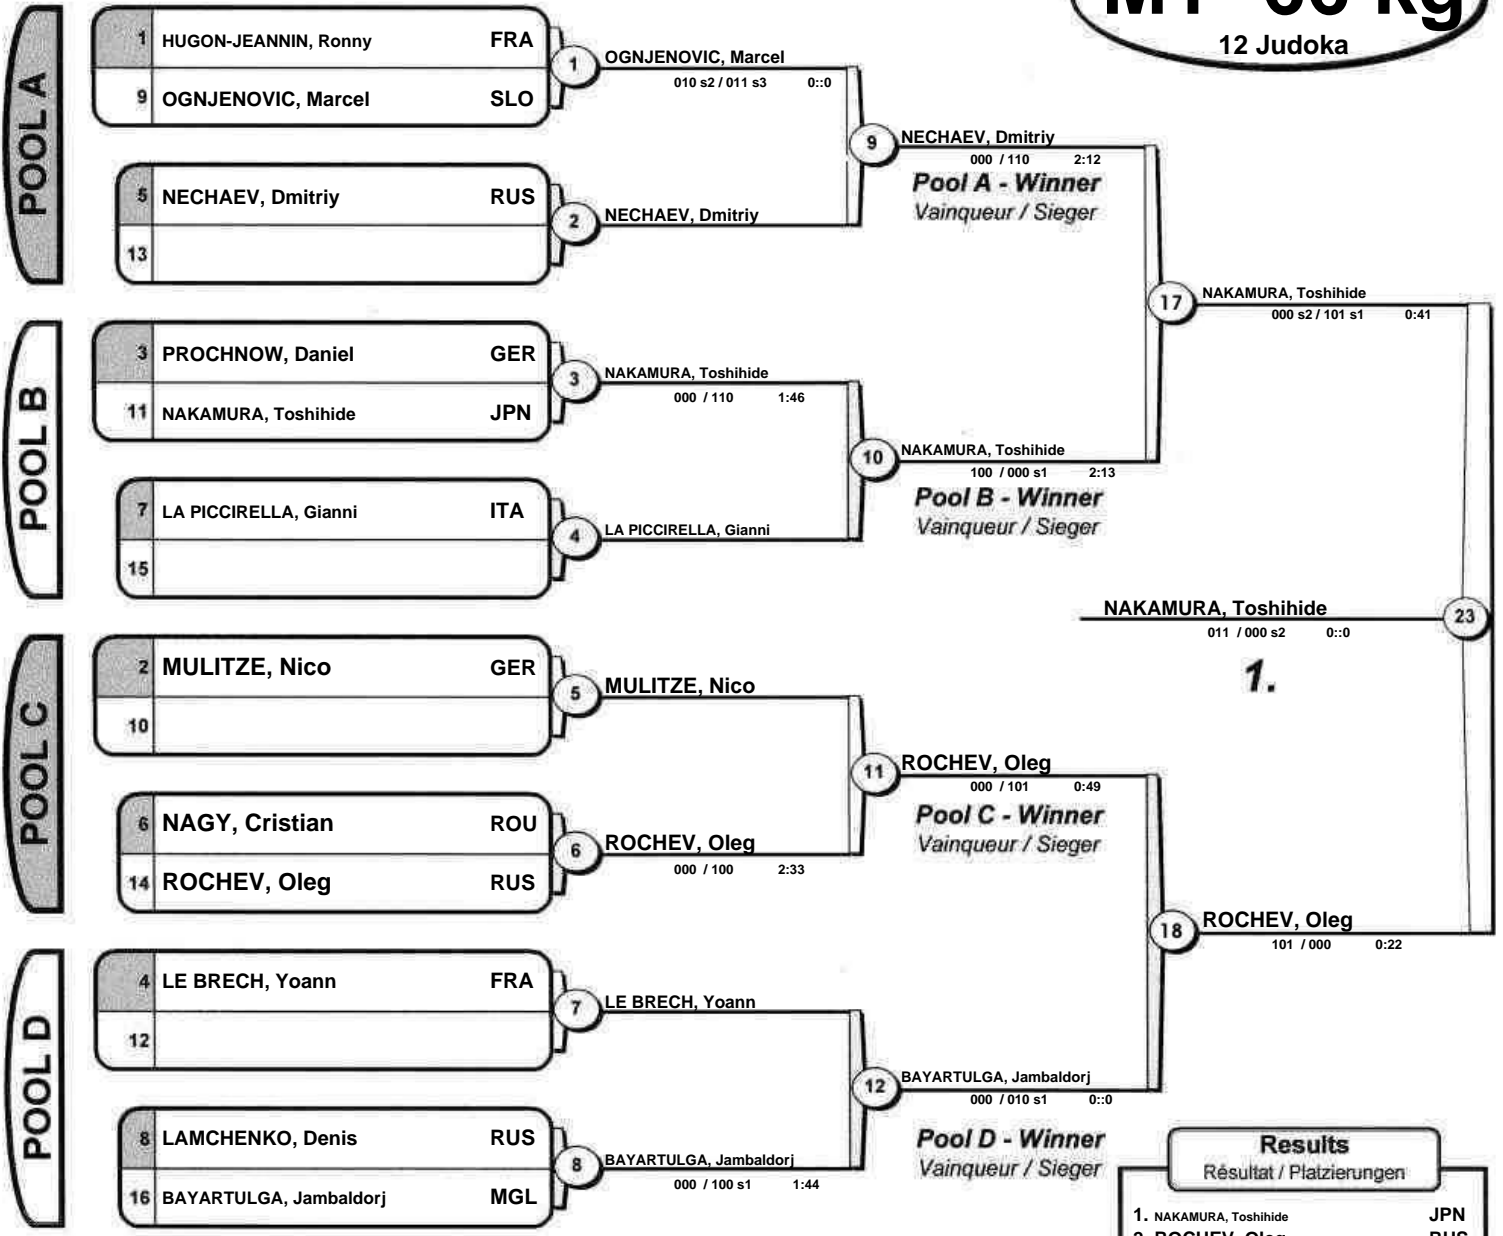 12 Judoka
POOL A
1 HUGON-JEANNIN, Ronny FRA
9 OGNJENOVIC, Marcel SLO
1
OGNJENOVIC, Marcel
010 s2 / 011 s3 0::0
5 NECHAEV, Dmitriy RUS
13
2
NECHAEV, Dmitriy
9
NECHAEV, Dmitriy
000 / 110 2:12
Pool A - Winner
Vainqueur / Sieger
POOL B
3 PROCHNOW, Daniel GER
11 NAKAMURA, Toshihide JPN
3
NAKAMURA, Toshihide
000 / 110 1:46
7 LA PICCIRELLA, Gianni ITA
15
4
LA PICCIRELLA, Gianni
10
NAKAMURA, Toshihide
100 / 000 s1 2:13
Pool B - Winner
Vainqueur / Sieger
17
NAKAMURA, Toshihide
000 s2 / 101 s1 0:41
NAKAMURA, Toshihide
23
011 / 000 s2 0::0
1.
POOL C
2 MULITZE, Nico GER
10
5
MULITZE, Nico
6 NAGY, Cristian ROU
14 ROCHEV, Oleg RUS
6
ROCHEV, Oleg
000 / 100 2:33
11
ROCHEV, Oleg
000 / 101 0:49
Pool C - Winner
Vainqueur / Sieger
POOL D
4 LE BRECH, Yoann FRA
12
7
LE BRECH, Yoann
8 LAMCHENKO, Denis RUS
16 BAYARTULGA, Jambaldorj MGL
8
BAYARTULGA, Jambaldorj
000 / 100 s1 1:44
12
BAYARTULGA, Jambaldorj
000 / 010 s1 0::0
Pool D - Winner
Vainqueur / Sieger
18
ROCHEV, Oleg
101 / 000 0:22
Results
Résultat / Platzierungen
1. NAKAMURA, Toshihide JPN
2. ROCHEV, Oleg RUS